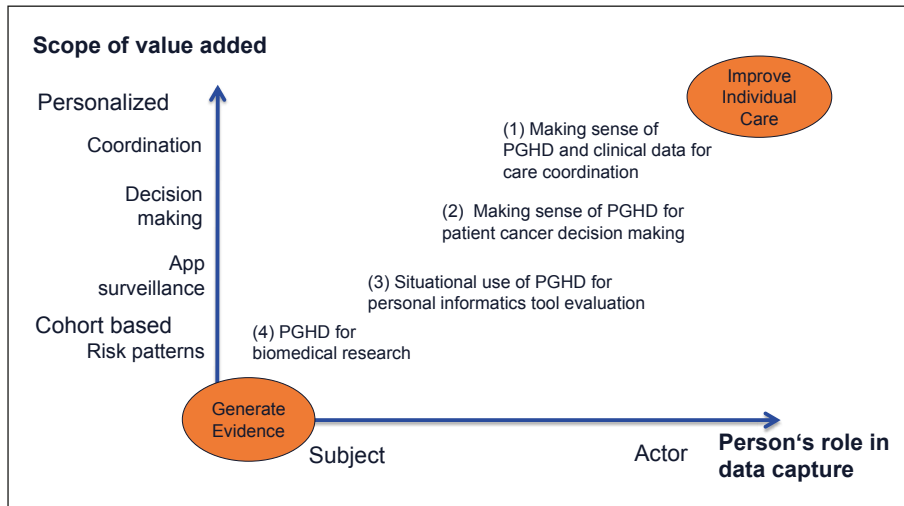 Scope of value added
Personalized
Improve
Individual
Care
(1) Making sense of
PGHD and clinical data for
care coordination
Coordination
Decision
making
(2) Making sense of PGHD for
patient cancer decision making
App
surveillance
(3) Situational use of PGHD for
personal informatics tool evaluation
Cohort based
Risk patterns
(4) PGHD for
biomedical research
Generate
Evidence
Subject
Actor
Person‘s role in
data capture